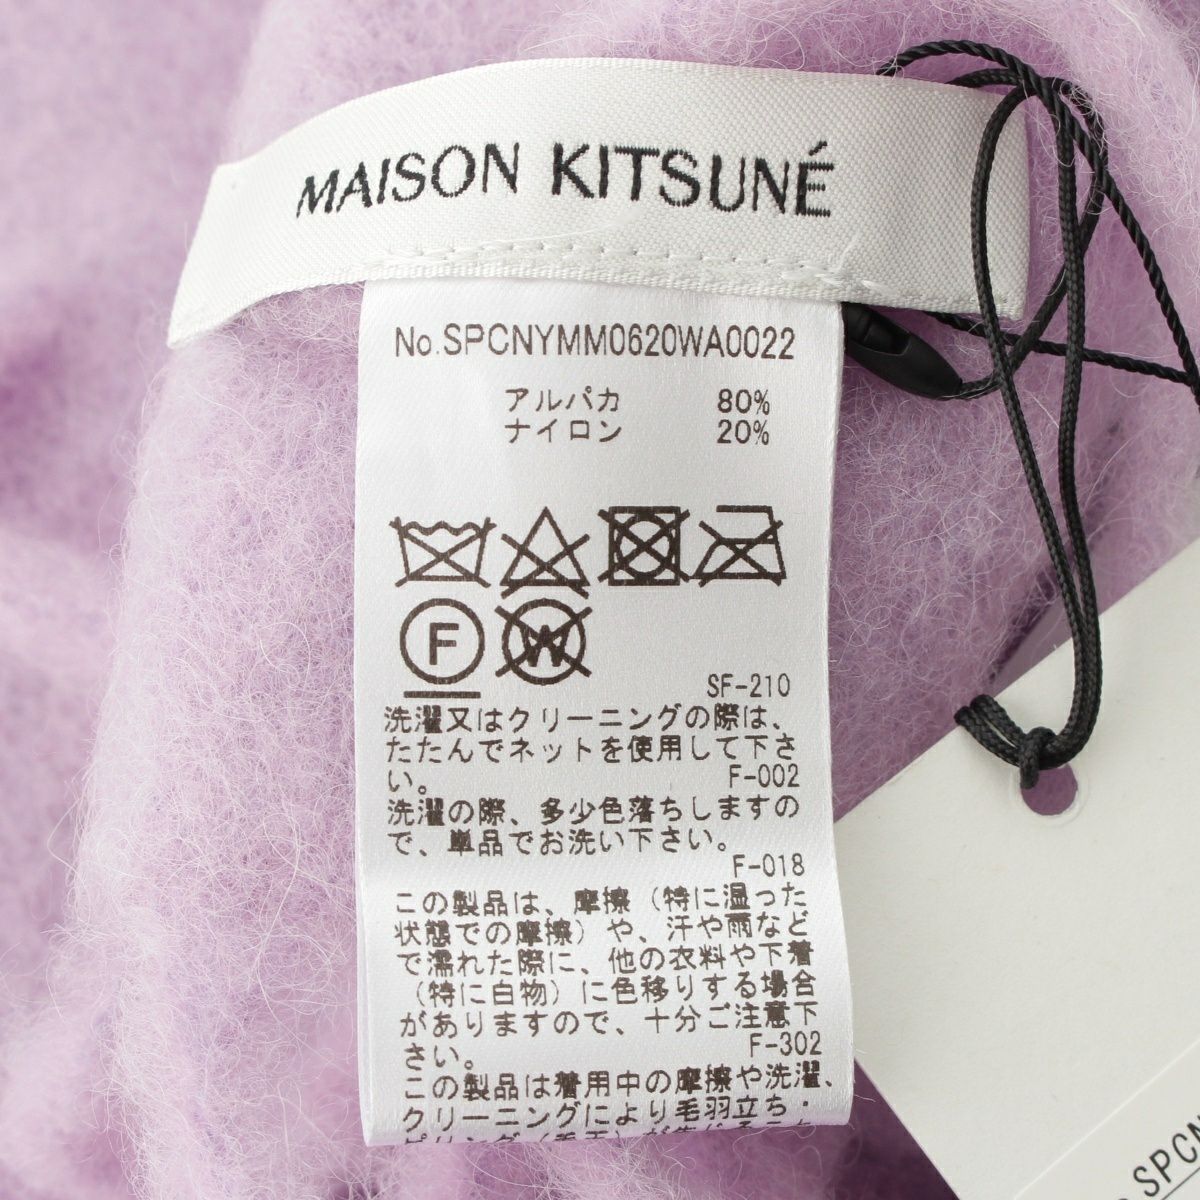 MAISON KITSUNÉ
No.SPCNYMM0620WA0022
アルパカ 80%
ナイロン 20%
F W
SF-210
洗濯又はクリーニングの際は、
たたんでネットを使用して下さ
い。 F-002
洗濯の際、多少色落ちしますの
で、単品でお洗い下さい。
F-018
この製品は、摩擦（特に湿った
状態での摩擦）や、汗や雨など
で濡れた際に、他の衣料や下着
（特に白物）に色移りする場合
がありますので、十分ご注意下
さい。 F-302
この製品は着用中の摩擦や洗濯、
クリーニングにより毛羽立ち・
SPCN